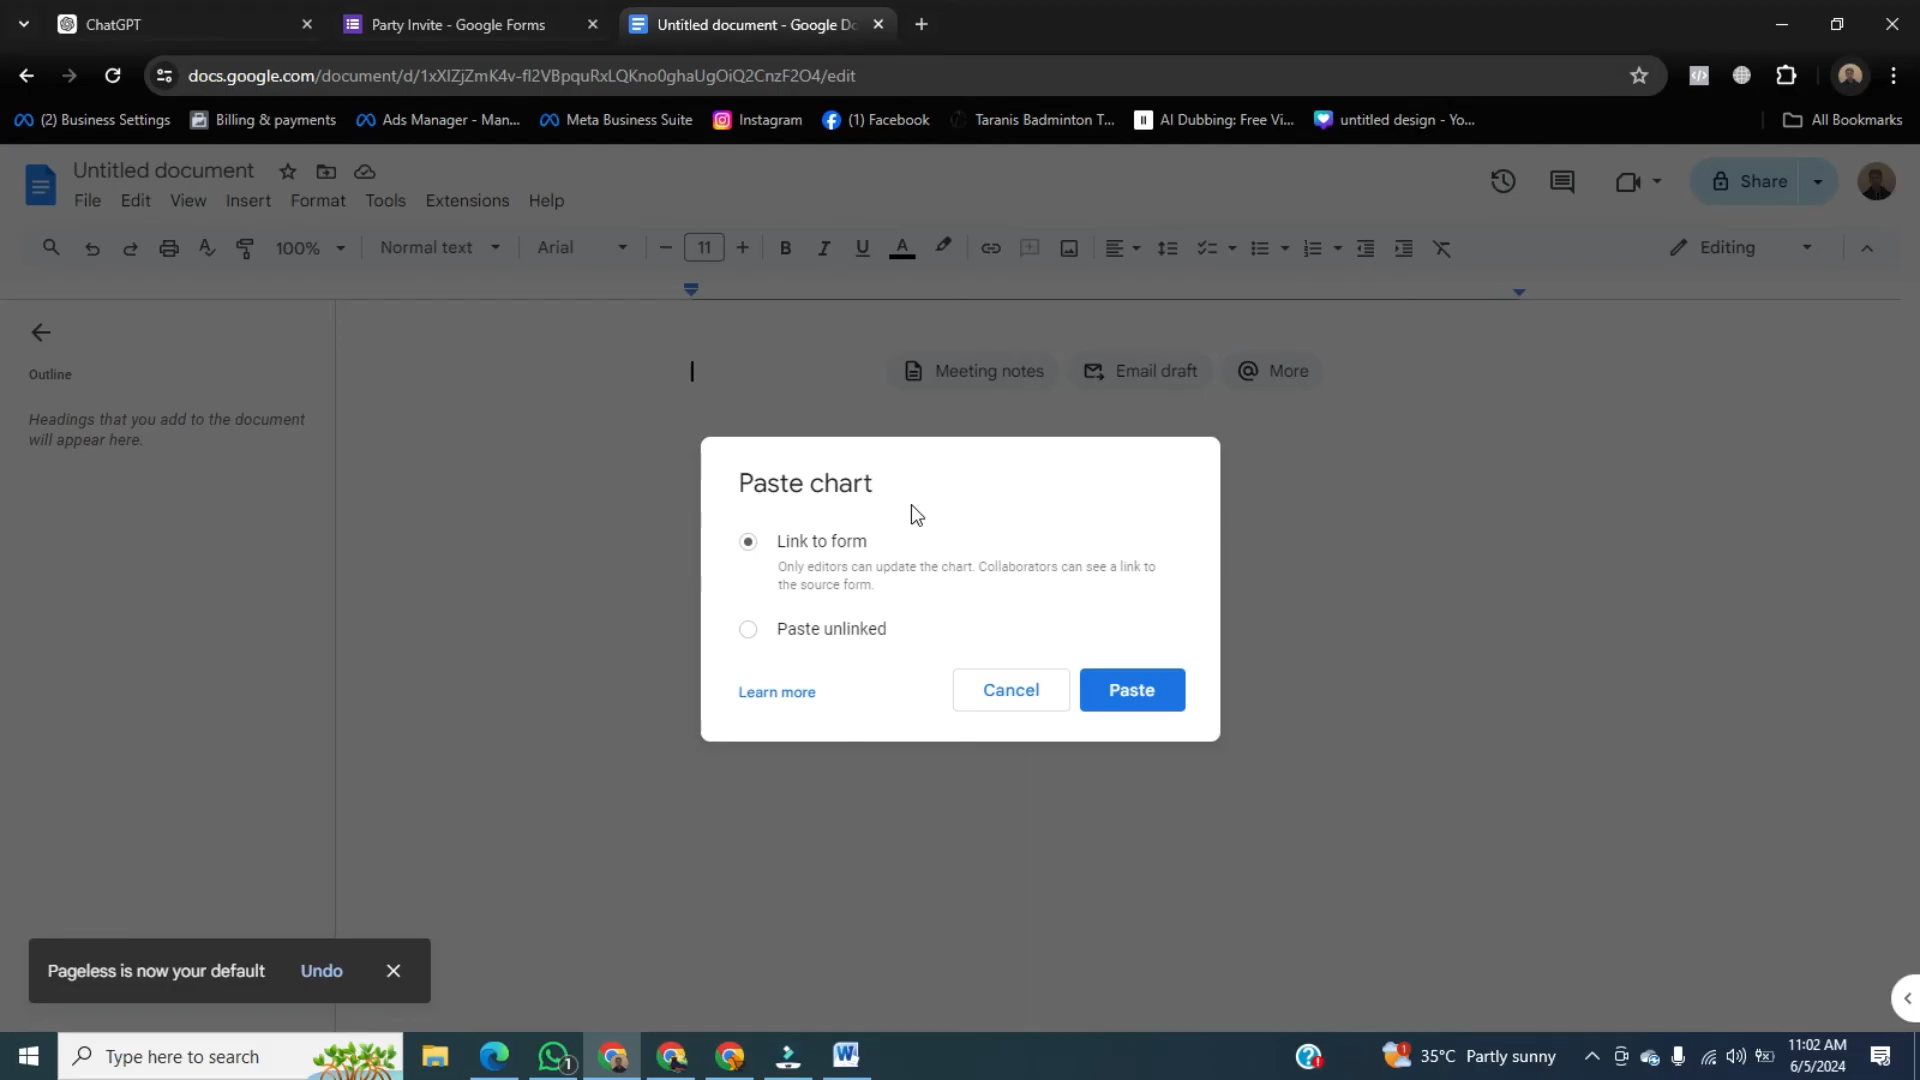 ChatGPT
Party Invite - Google Forms
Untitled document - Google Do
docs.google.com/document/d/1xXIZjZmK4v-fI2VBpquRxLQKno0ghaUgOiQ2CnzF2O4/edit
(2) Business Settings
Billing & payments
Ads Manager - Man...
Meta Business Suite
Instagram
(1) Facebook
Taranis Badminton T...
AI Dubbing: Free Vi...
untitled design - Yo...
All Bookmarks
Untitled document
File Edit View Insert Format Tools Extensions Help
Share
100%
Normal text
Arial
11
B
I
U
A
Editing
Outline
Headings that you add to the document
will appear here.
Meeting notes
Email draft
More
Paste chart
Link to form
Only editors can update the chart. Collaborators can see a link to
the source form.
Paste unlinked
Learn more
Cancel
Paste
Pageless is now your default
Undo
Type here to search
1
W
1
35°C Partly sunny
11:02 AM
6/5/2024